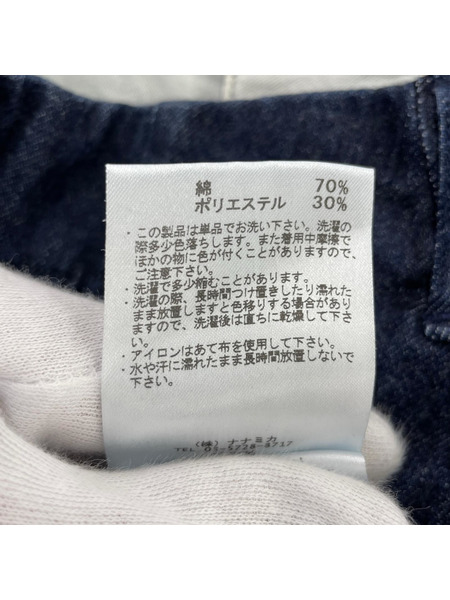 綿 70%
ポリエステル 30%
・この製品は単品でお洗い下さい。洗濯の
際多少色落ちします。また着用中摩擦で
ほかの物に色が付くことがありますので、
ご注意下さい。
・洗濯で多少縮むことがあります。
・洗濯の際、長時間つけ置きしたり濡れた
まま放置しますと色移りする場合があり
ますので、洗濯後は直ちに乾燥して下さ
い。
・アイロンはあて布を使用して下さい。
・水や汗に濡れたまま長時間放置しないで
下さい。
(株) ナナミカ
TEL